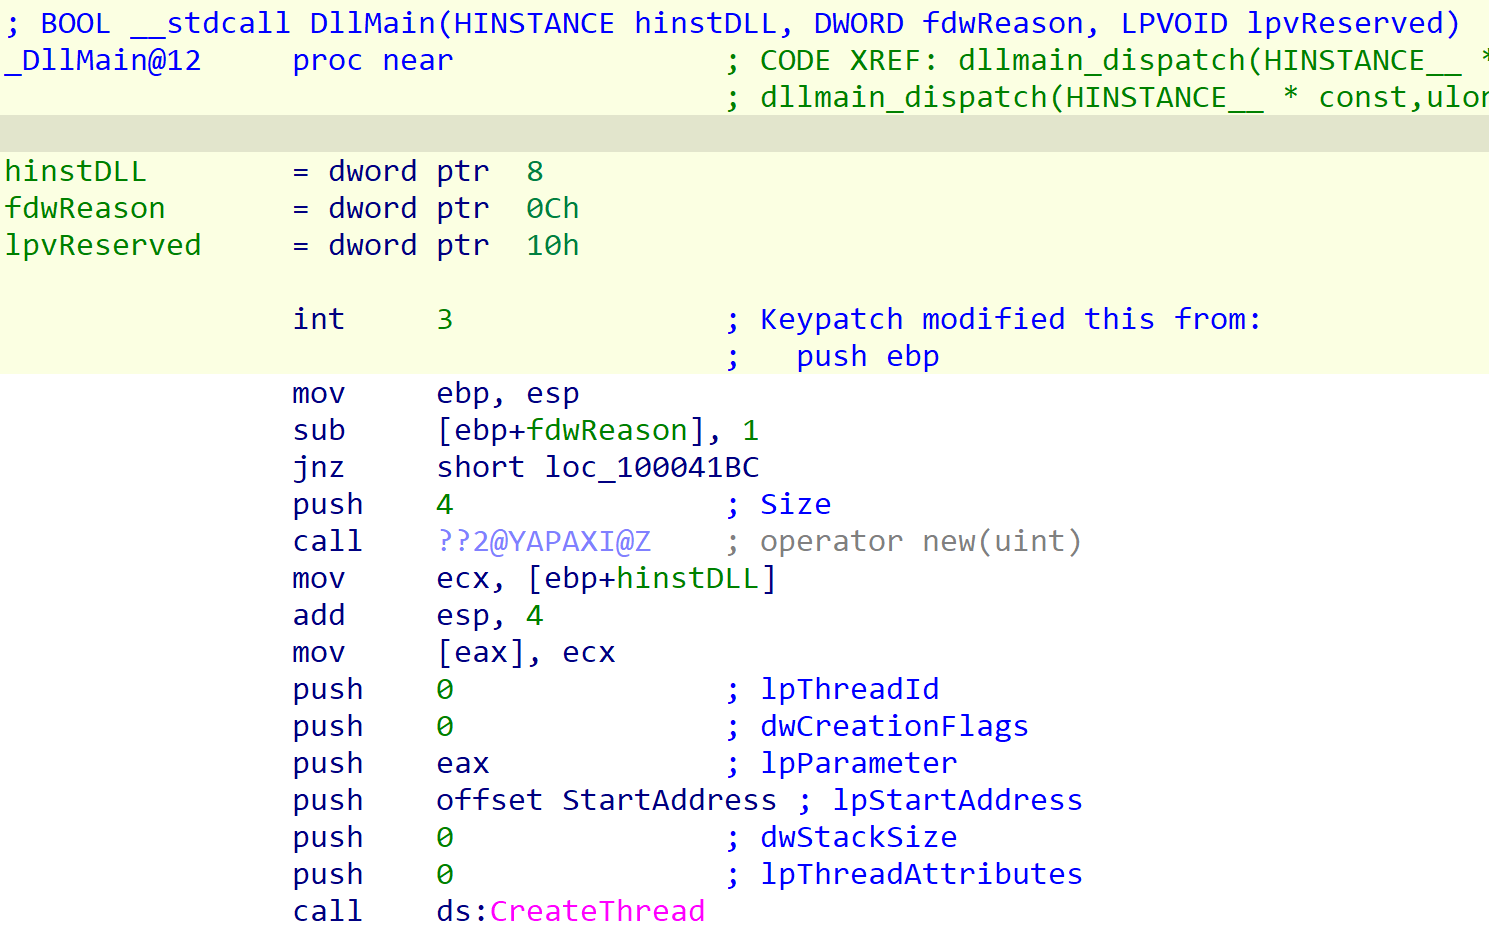 ; BOOL __stdcall DllMain(HINSTANCE hinstDLL, DWORD fdwReason, LPVOID lpvReserved)
_DllMain@12     proc near               ; CODE XREF: dllmain_dispatch(HINSTANCE__ *
                                        ; dllmain_dispatch(HINSTANCE__ * const,ulon
hinstDLL        = dword ptr  8
fdwReason       = dword ptr  0Ch
lpvReserved     = dword ptr  10h
                int     3               ; Keypatch modified this from:
                                        ;   push ebp
                mov     ebp, esp
                sub     [ebp+fdwReason], 1
                jnz     short loc_100041BC
                push    4               ; Size
                call    ??2@YAPAXI@Z    ; operator new(uint)
                mov     ecx, [ebp+hinstDLL]
                add     esp, 4
                mov     [eax], ecx
                push    0               ; lpThreadId
                push    0               ; dwCreationFlags
                push    eax             ; lpParameter
                push    offset StartAddress ; lpStartAddress
                push    0               ; dwStackSize
                push    0               ; lpThreadAttributes
                call    ds:CreateThread